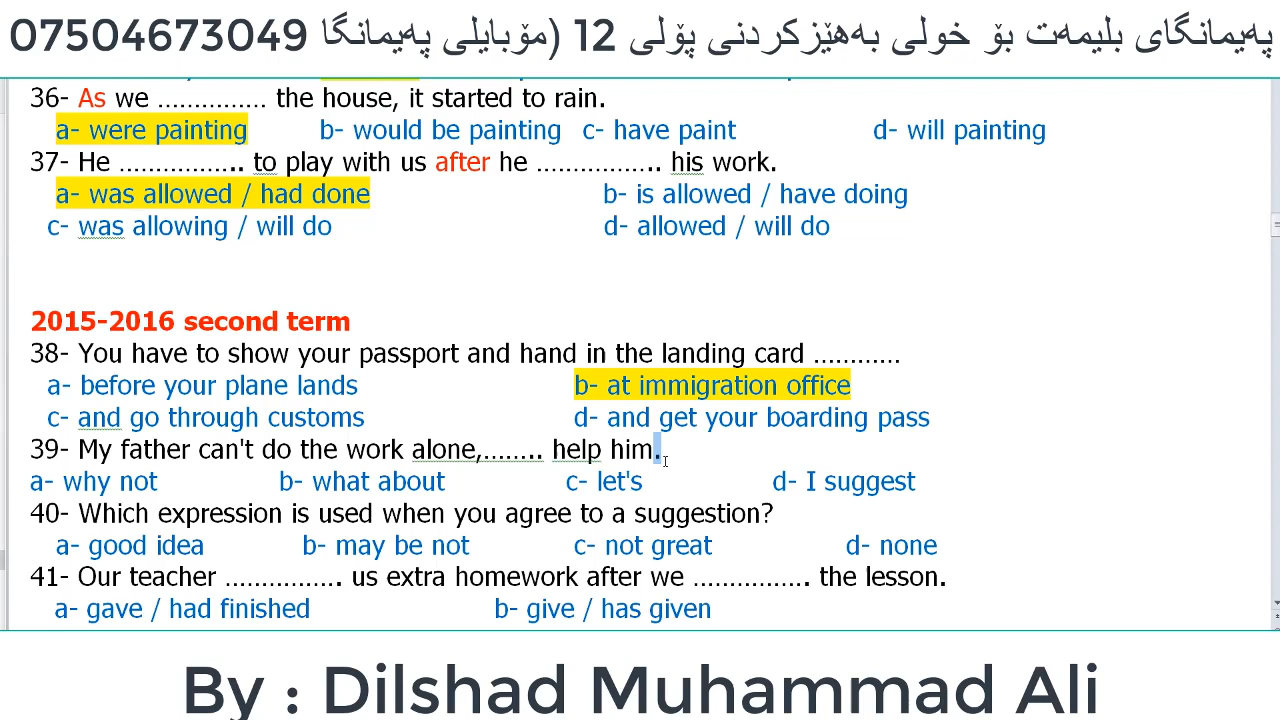 پەیمانگای بلیمەت بۆ خولی بەهێزکردنی پۆلی 12 (مۆبایلی پەیمانگا 07504673049
36- As we …………… the house, it started to rain.
a- were painting b- would be painting c- have paint d- will painting
37- He …………….. to play with us after he …………….. his work.
a- was allowed / had done b- is allowed / have doing
c- was allowing / will do d- allowed / will do
2015-2016 second term
38- You have to show your passport and hand in the landing card …………
a- before your plane lands b- at immigration office
c- and go through customs d- and get your boarding pass
39- My father can't do the work alone,…….. help him.
a- why not b- what about c- let's d- I suggest
40- Which expression is used when you agree to a suggestion?
a- good idea b- may be not c- not great d- none
41- Our teacher ……………. us extra homework after we ……………. the lesson.
a- gave / had finished b- give / has given
By : Dilshad Muhammad Ali